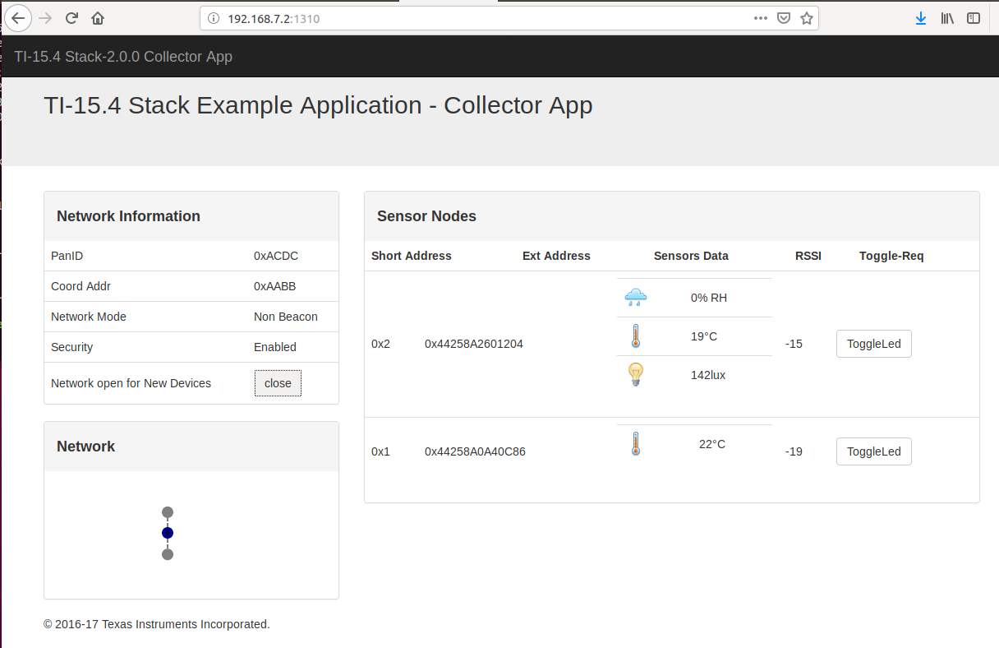 192.168.7.2:1310
TI-15.4 Stack-2.0.0 Collector App
TI-15.4 Stack Example Application - Collector App
Network Information
PanID 0xACDC
Coord Addr 0xAABB
Network Mode Non Beacon
Security Enabled
Network open for New Devices close
Network
Sensor Nodes
Short Address Ext Address Sensors Data RSSI Toggle-Req
0% RH
19°C
0x2 0x44258A2601204 -15 ToggleLed
142lux
22°C
0x1 0x44258A0A40C86 -19 ToggleLed
© 2016-17 Texas Instruments Incorporated.